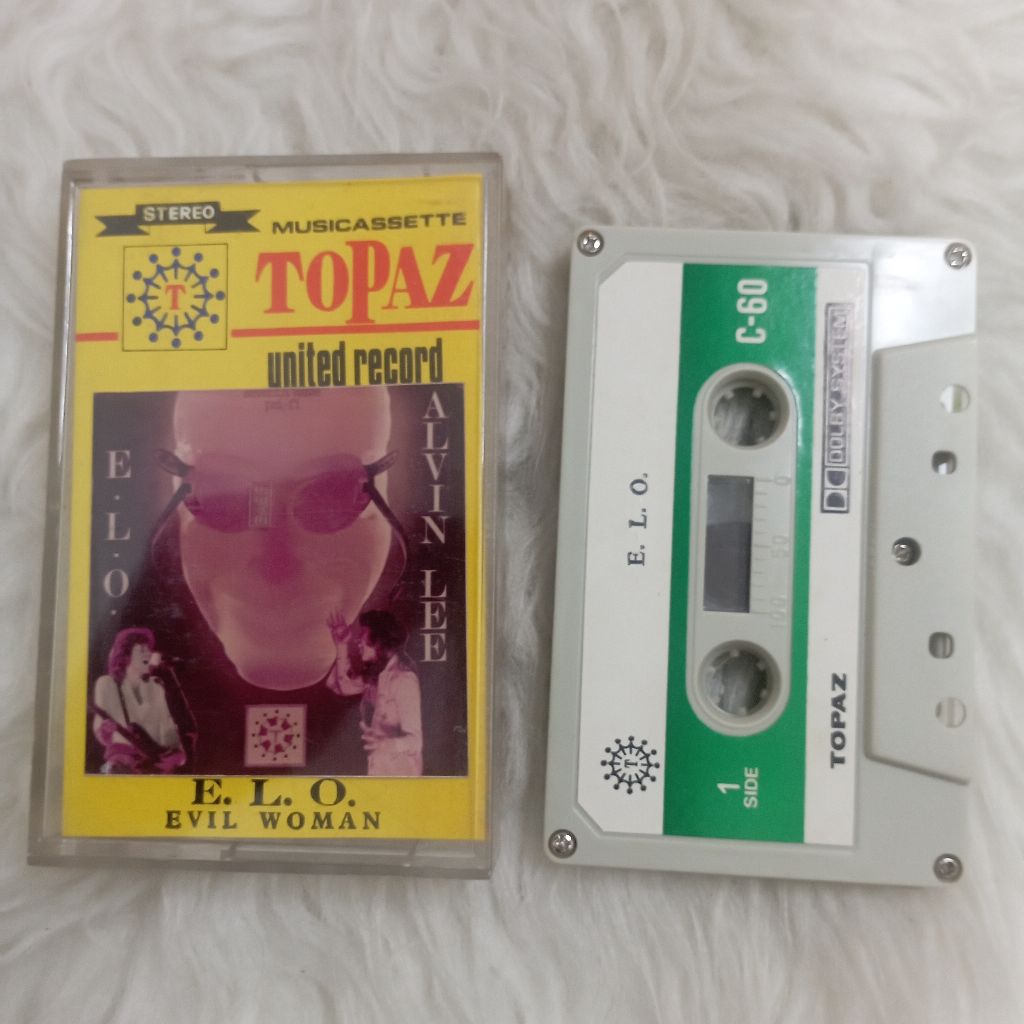 STEREO
MUSICASSETTE
T
TOPAZ
united record
E.L.O.
ALVIN LEE
E. L. O.
EVIL WOMAN
C-60
DOLBY SYSTEM
E. L. O.
0
50
100
T
1
SIDE
TOPAZ